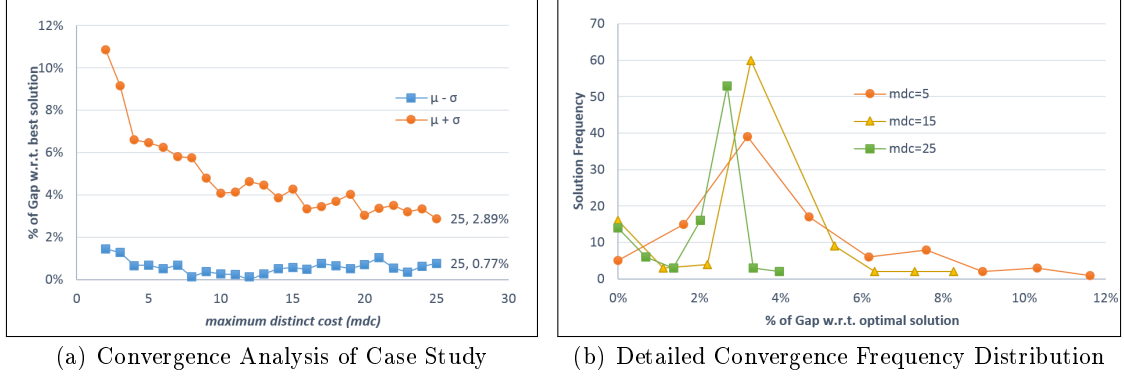 12%
10%
8%
6%
4%
2%
0%
0
5
10
15
20
25
30
% of Gap w.r.t. best solution
maximum distinct cost (mdc)
μ - σ
μ + σ
25, 2.89%
25, 0.77%
(a) Convergence Analysis of Case Study
70
60
50
40
30
20
10
0
0%
2%
4%
6%
8%
10%
12%
Solution Frequency
% of Gap w.r.t. optimal solution
mdc=5
mdc=15
mdc=25
(b) Detailed Convergence Frequency Distribution